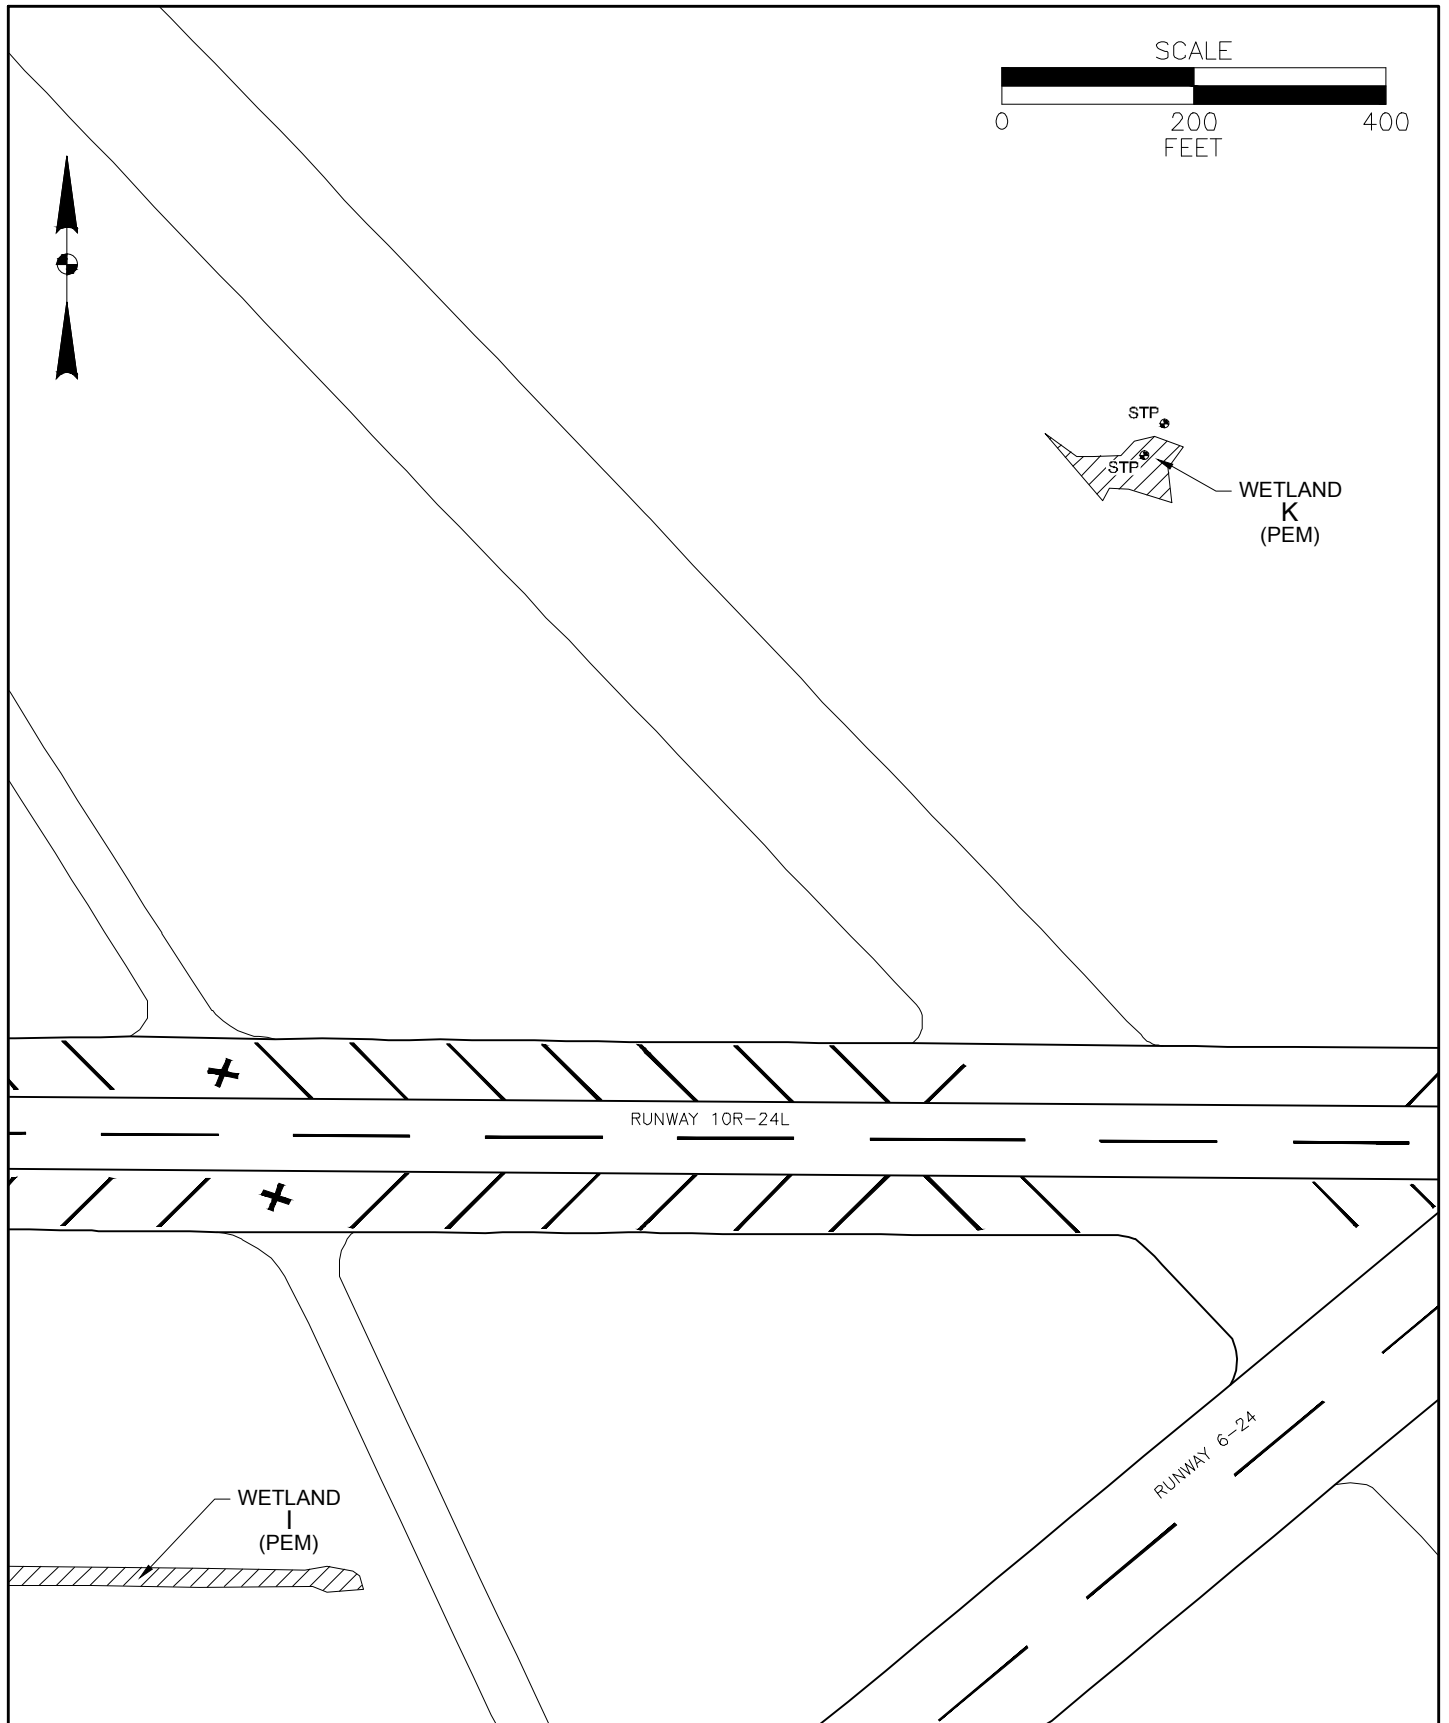 SCALE
0 200 400
FEET
STP
STP
WETLAND
K
(PEM)
RUNWAY 10R-24L
RUNWAY 6-24
WETLAND
I
(PEM)